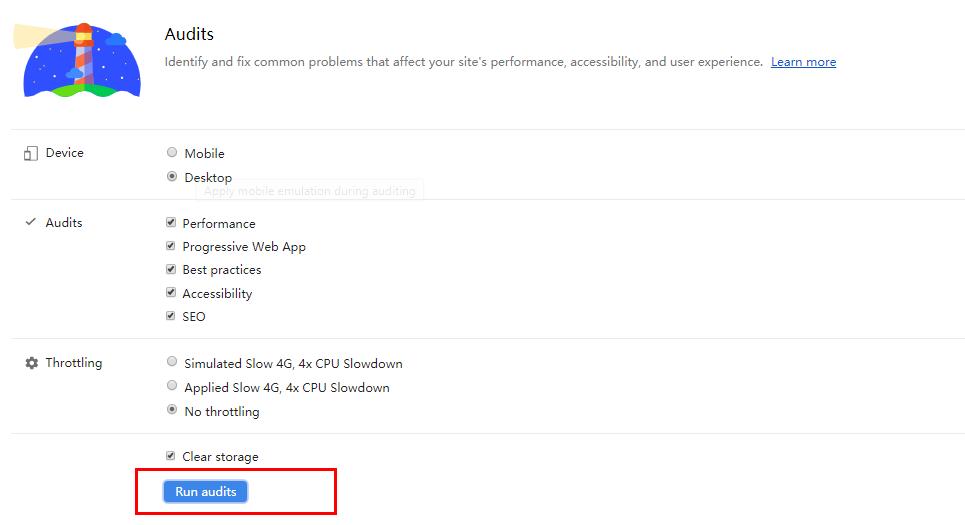 Audits
Identify and fix common problems that affect your site's performance, accessibility, and user experience. Learn more
Device
Mobile
Desktop
Apply mobile emulation during auditing
Audits
Performance
Progressive Web App
Best practices
Accessibility
SEO
Throttling
Simulated Slow 4G, 4x CPU Slowdown
Applied Slow 4G, 4x CPU Slowdown
No throttling
Clear storage
Run audits